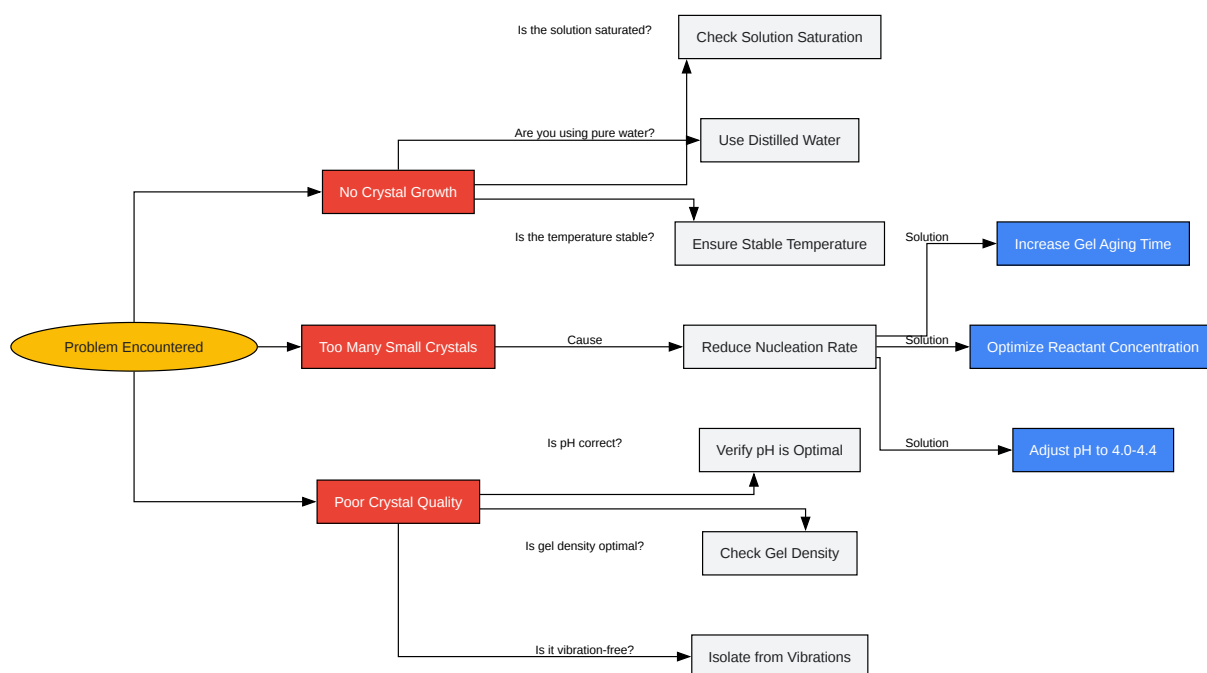 Is the solution saturated?
Check Solution Saturation
Are you using pure water?
Use Distilled Water
No Crystal Growth
Is the temperature stable?
Ensure Stable Temperature
Solution
Increase Gel Aging Time
Problem Encountered
Too Many Small Crystals
Cause
Reduce Nucleation Rate
Solution
Optimize Reactant Concentration
Is pH correct?
Verify pH is Optimal
Solution
Adjust pH to 4.0-4.4
Poor Crystal Quality
Is gel density optimal?
Check Gel Density
Is it vibration-free?
Isolate from Vibrations